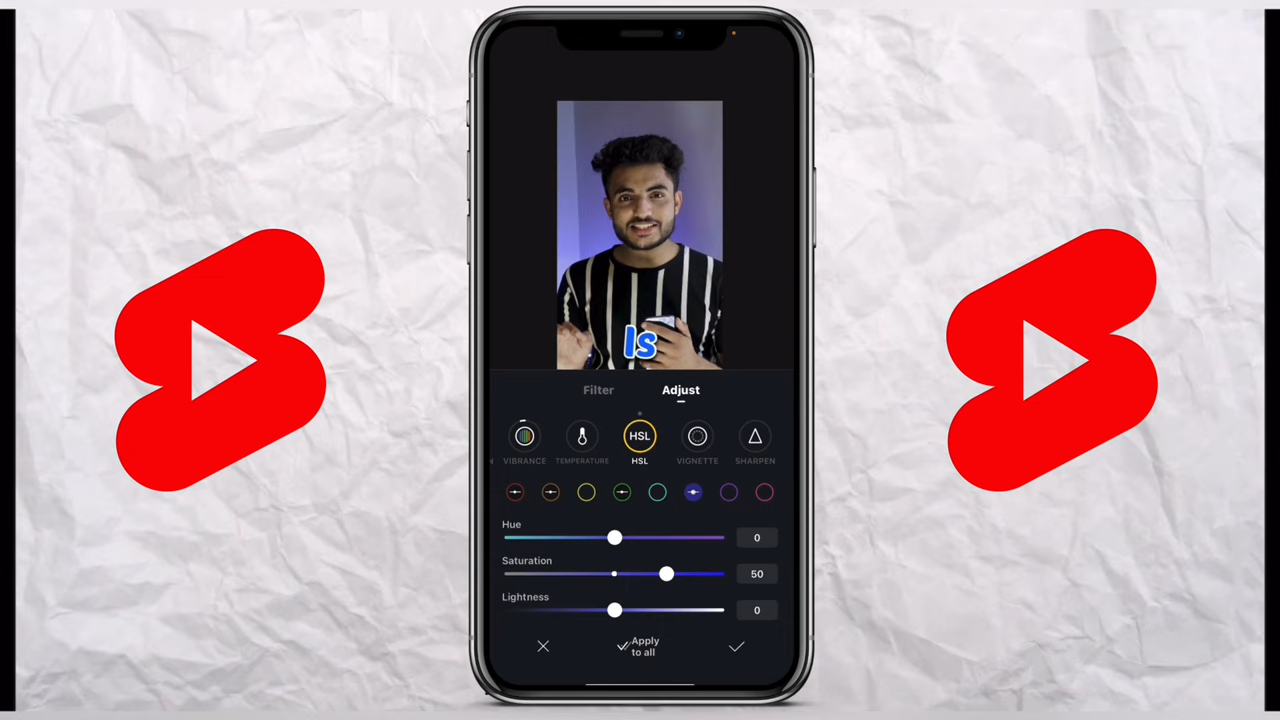 Is
Filter
Adjust
VIBRANCE
TEMPERATURE
HSL
HSL
VIGNETTE
SHARPEN
Hue
0
Saturation
50
Lightness
0
Apply
to all